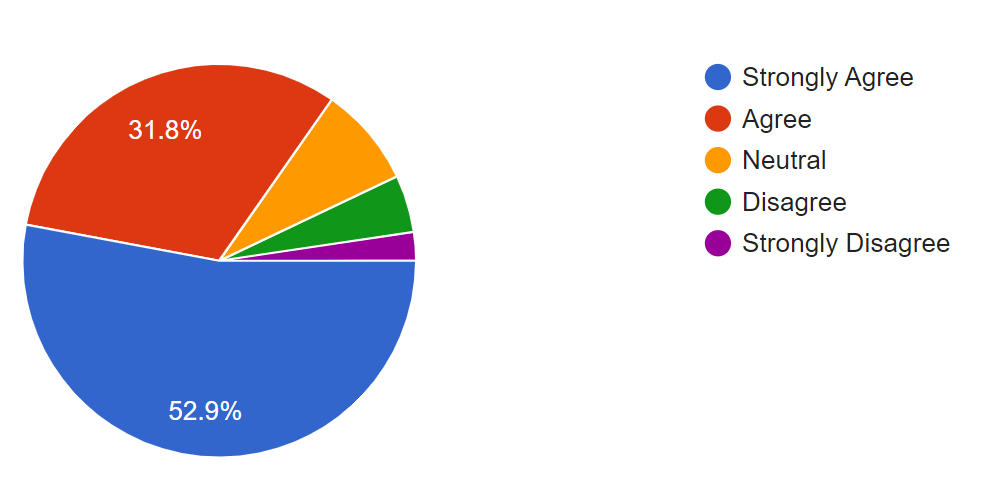 31.8%
52.9%
Strongly Agree
Agree
Neutral
Disagree
Strongly Disagree